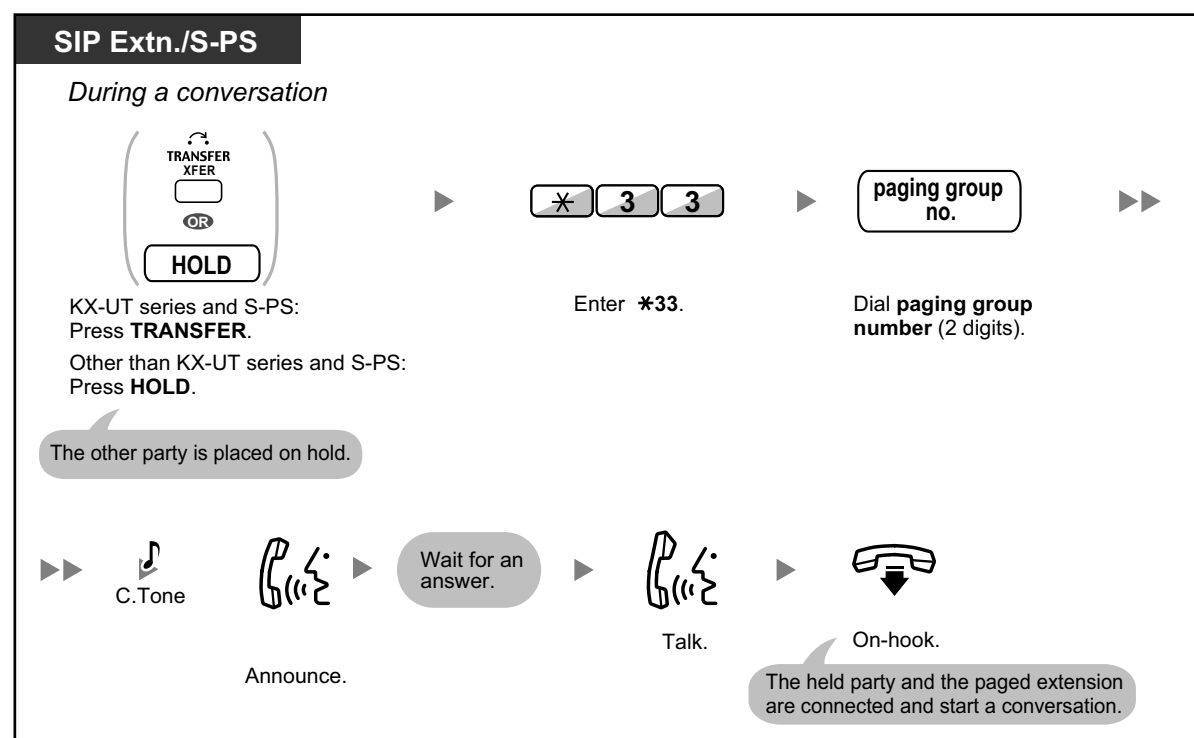 SIP Extn./S-PS
During a conversation
TRANSFER
XFER
OR
HOLD
KX-UT series and S-PS:
Press TRANSFER.
Other than KX-UT series and S-PS:
Press HOLD.
The other party is placed on hold.
* 3 3
Enter *33.
paging group
no.
Dial paging group
number (2 digits).
C.Tone
Announce.
Wait for an
answer.
Talk.
On-hook.
The held party and the paged extension
are connected and start a conversation.